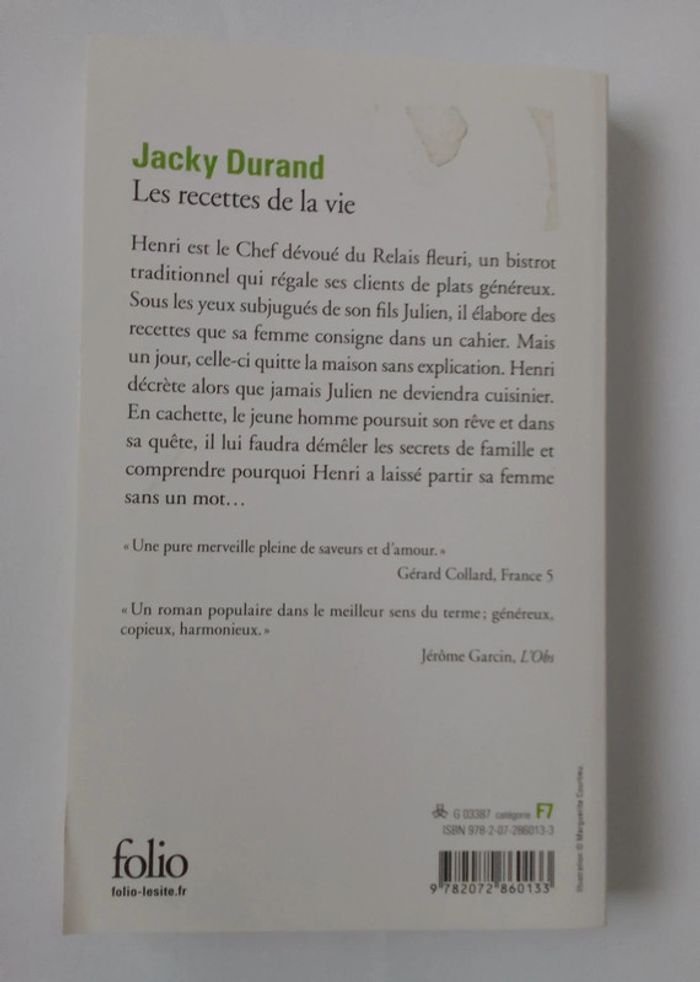 Jacky Durand
Les recettes de la vie
Henri est le Chef dévoué du Relais fleuri, un bistrot
traditionnel qui régale ses clients de plats généreux.
Sous les yeux subjugués de son fils Julien, il élabore des
recettes que sa femme consigne dans un cahier. Mais
un jour, celle-ci quitte la maison sans explication. Henri
décrète alors que jamais Julien ne deviendra cuisinier.
En cachette, le jeune homme poursuit son rêve et dans
sa quête, il lui faudra démêler les secrets de famille et
comprendre pourquoi Henri a laissé partir sa femme
sans un mot…
« Une pure merveille pleine de saveurs et d'amour. »
Gérard Collard, France 5
« Un roman populaire dans le meilleur sens du terme ; généreux,
copieux, harmonieux. »
Jérôme Garcin, L'Obs
G 03387 catégorie F7
ISBN 978-2-07-286013-3
9 782072 860133
folio
folio-lesite.fr
Illustration © Marguerite Courtieu.